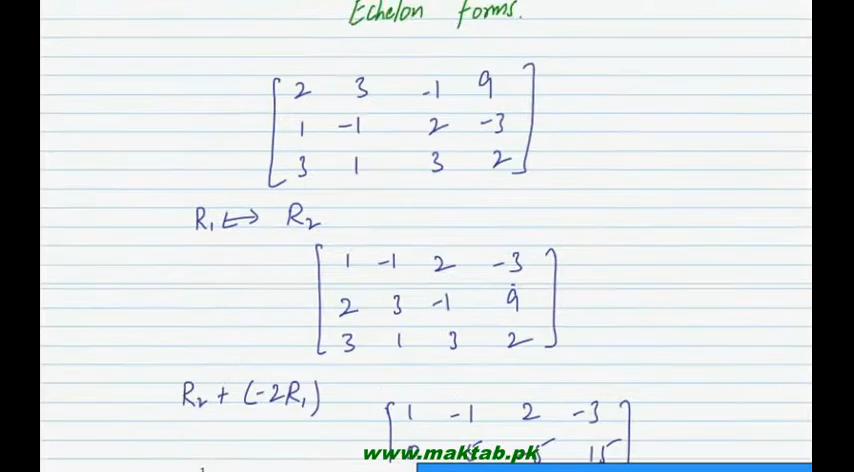 Echelon forms.
2 3 -1 9
1 -1 2 -3
3 1 3 2
R₁ ↔ R₂
1 -1 2 -3
2 3 -1 9
3 1 3 2
R₂ + (-2R₁)
1 -1 2 -3
15
www.maktab.pk